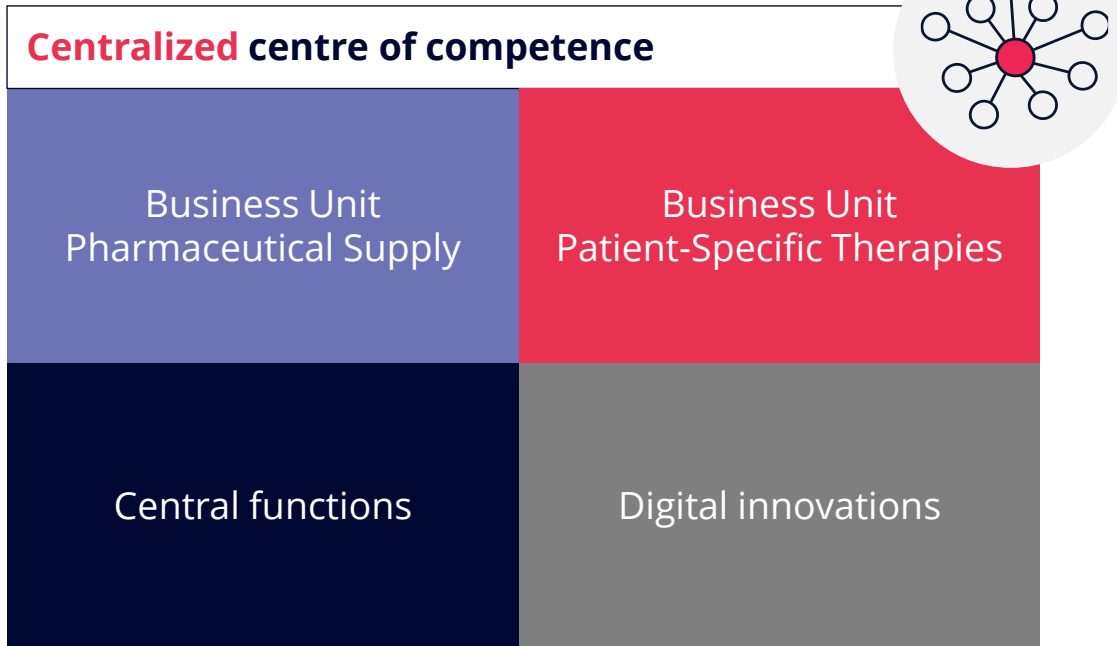 Centralized centre of competence
Business Unit
Pharmaceutical Supply
Business Unit
Patient-Specific Therapies
Central functions
Digital innovations